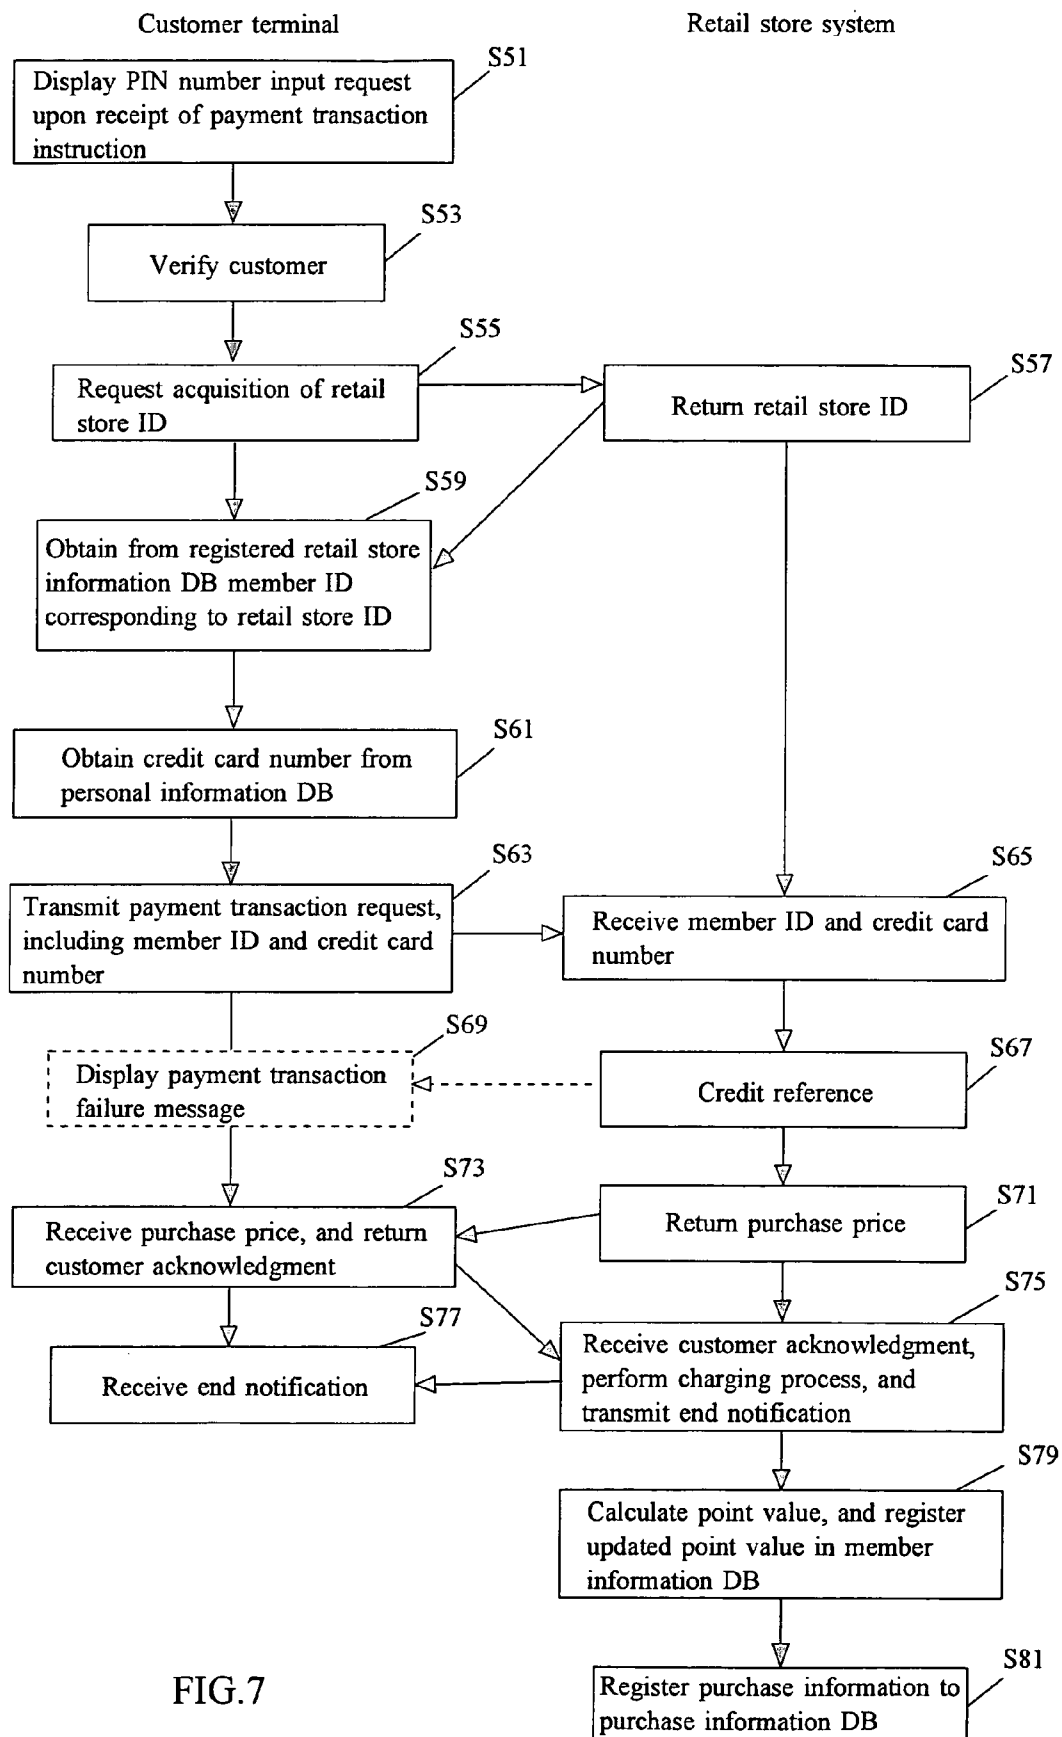 Customer terminal
Retail store system
S51
Display PIN number input request
upon receipt of payment transaction
instruction
S53
Verify customer
S55
Request acquisition of retail
store ID
S57
Return retail store ID
S59
Obtain from registered retail store
information DB member ID
corresponding to retail store ID
S61
Obtain credit card number from
personal information DB
S63
Transmit payment transaction request,
including member ID and credit card
number
S65
Receive member ID and credit card
number
S69
Display payment transaction
failure message
S67
Credit reference
S73
Receive purchase price, and return
customer acknowledgment
S71
Return purchase price
S77
Receive end notification
S75
Receive customer acknowledgment,
perform charging process, and
transmit end notification
S79
Calculate point value, and register
updated point value in member
information DB
S81
Register purchase information to
purchase information DB
FIG.7